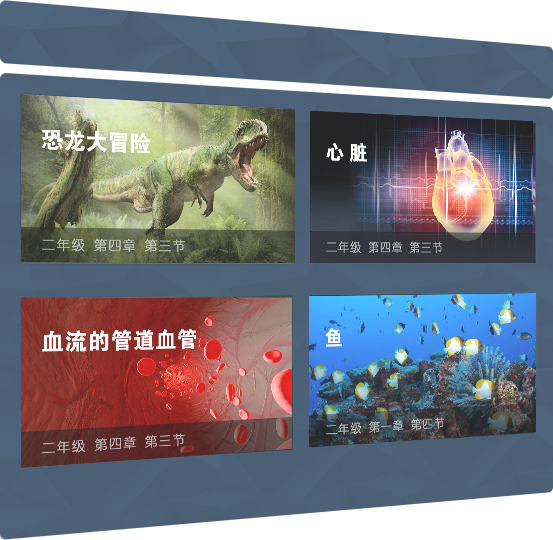 恐龙大冒险
二年级 第四章 第三节
心脏
二年级 第四章 第三节
血流的管道血管
二年级 第四章 第三节
鱼
二年级 第一章 第四节